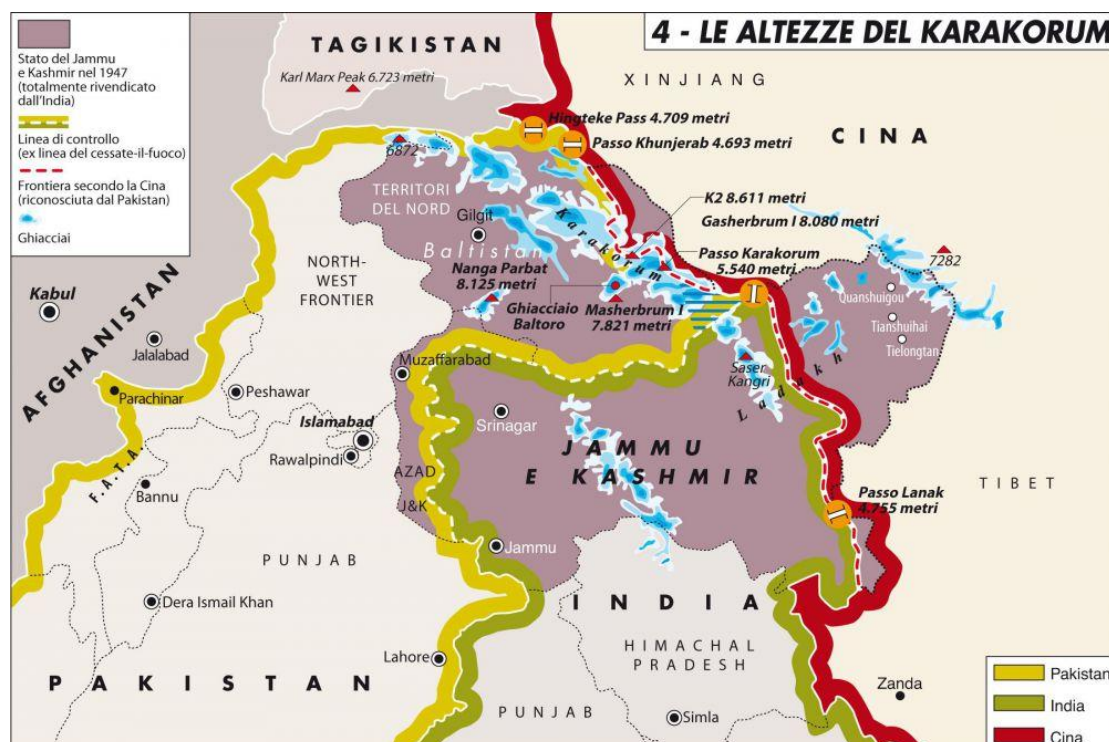 4 - LE ALTEZZE DEL KARAKORUM
Stato del Jammu
e Kashmir nel 1947
(totalmente rivendicato
dall'India)
Linea di controllo
(ex linea del cessate-il-fuoco)
Frontiera secondo la Cina
(riconosciuta dal Pakistan)
Ghiacciai
TAGIKISTAN
Karl Marx Peak 6.723 metri
XINJIANG
CINA
Hingteke Pass 4.709 metri
Passo Khunjerab 4.693 metri
6872
TERRITORI
DEL NORD
Gilgit
Baltistan
Karakorum
K2 8.611 metri
Gasherbrum I 8.080 metri
Passo Karakorum
5.540 metri
7282
Quanshuigou
Tianshuihai
Tielongtan
NORTH-
WEST
FRONTIER
Nanga Parbat
8.125 metri
Ghiacciaio
Baltoro
Masherbrum I
7.821 metri
Saser
Kangri
Ladakh
AFGHANISTAN
Kabul
Jalalabad
Parachinar
Peshawar
Muzaffarabad
Islamabad
Rawalpindi
Srinagar
JAMMU
E KASHMIR
F.A.T.A.
Bannu
AZAD
J&K
Passo Lanak
4.755 metri
TIBET
PUNJAB
Jammu
Dera Ismail Khan
INDIA
HIMACHAL
PRADESH
Lahore
PAKISTAN
PUNJAB
Simla
Zanda
Pakistan
India
Cina